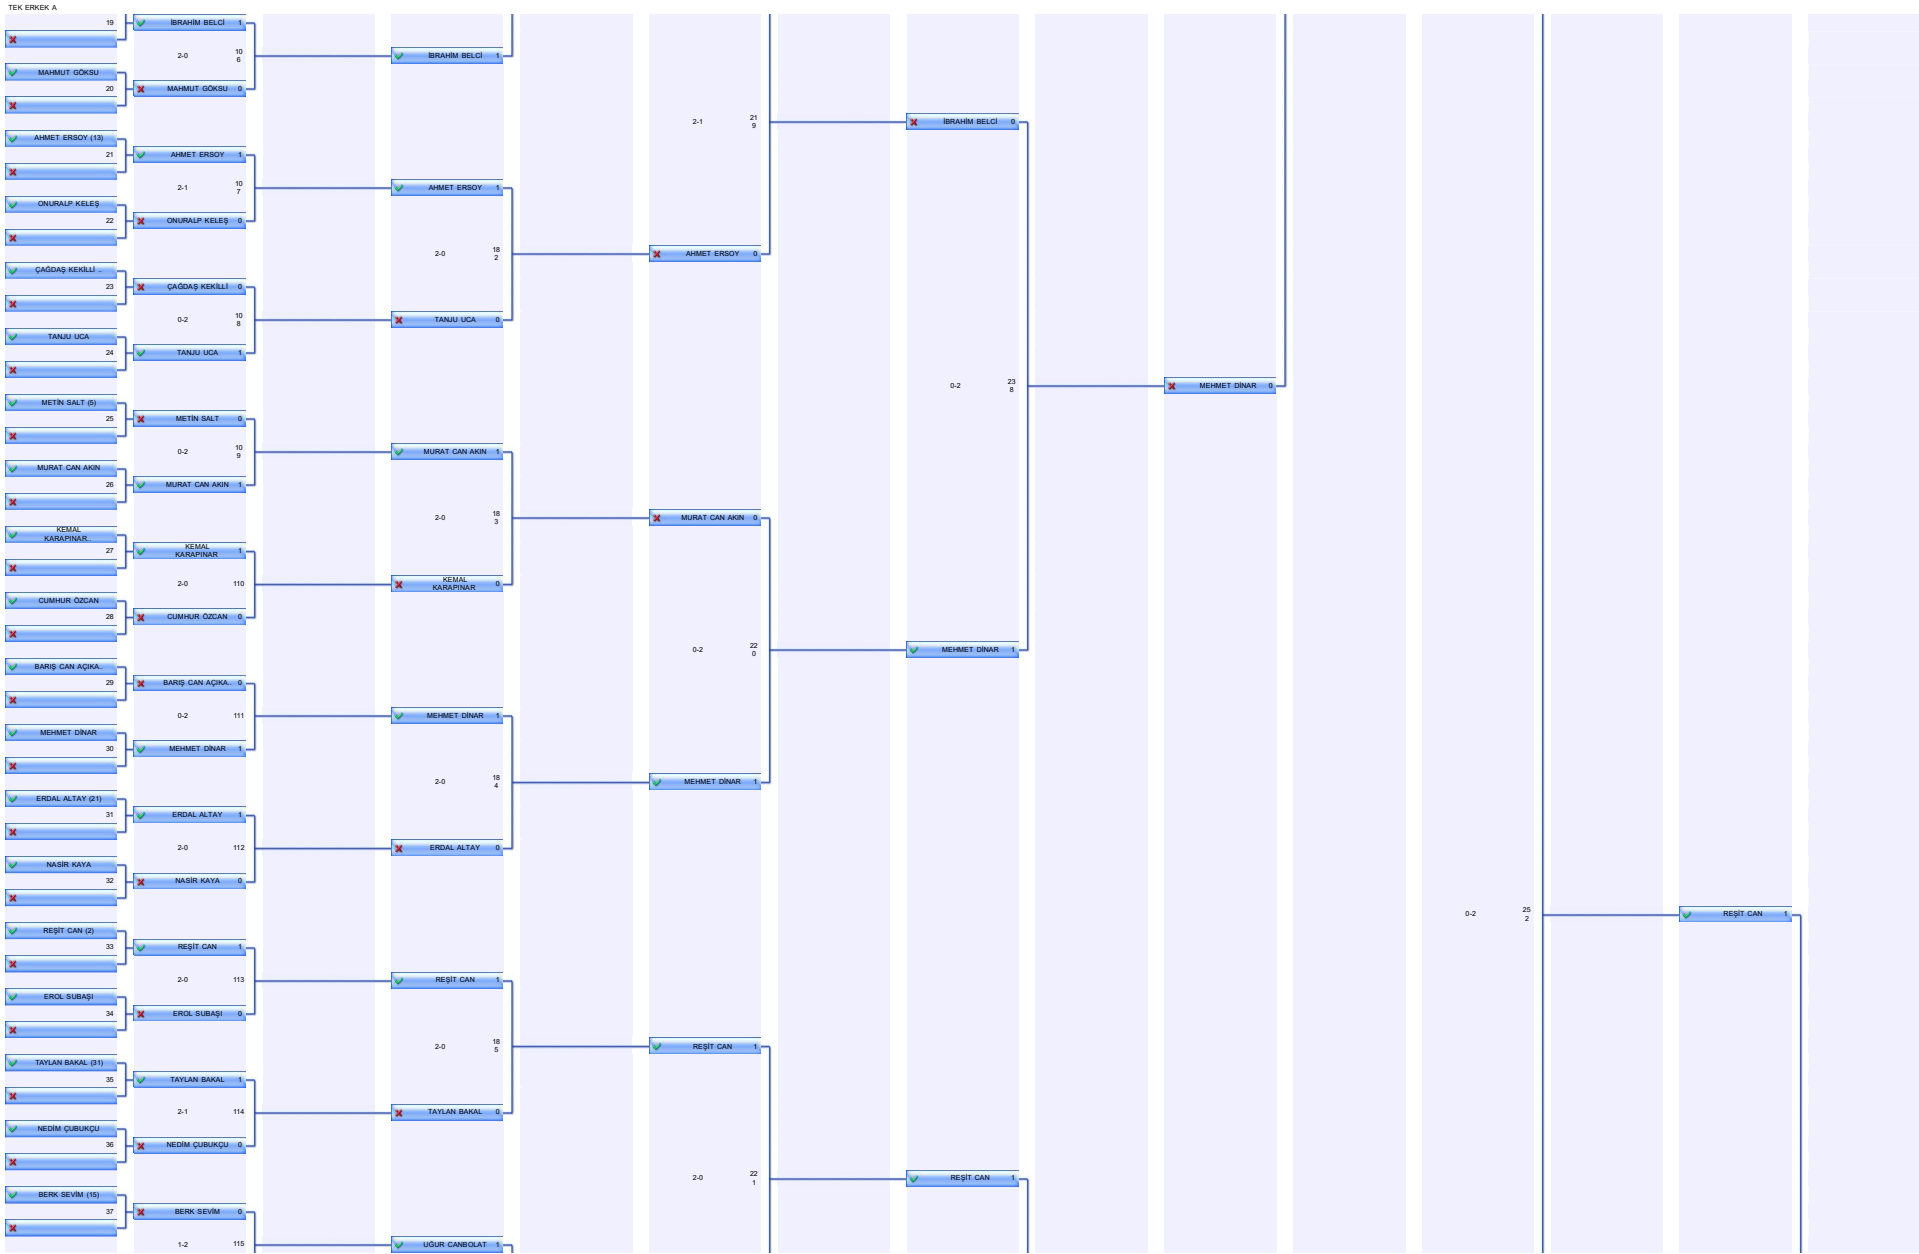 TEK ERKEK A
19
İBRAHİM BELCİ 1
2-0
10
6
İBRAHİM BELCİ 1
MAHMUT GÖKSU
20
MAHMUT GÖKSU 0
2-1
21
9
İBRAHİM BELCİ 0
AHMET ERSOY (13)
21
AHMET ERSOY 1
2-1
10
7
AHMET ERSOY 1
ONURALP KELEŞ
22
ONURALP KELEŞ 0
2-0
18
2
AHMET ERSOY 0
ÇAĞDAŞ KEKİLLİ ..
23
ÇAĞDAŞ KEKİLLİ 0
0-2
10
8
TANJU UCA 0
TANJU UCA
24
TANJU UCA 1
0-2
23
8
MEHMET DİNAR 0
METİN SALT (5)
25
METİN SALT 0
0-2
10
9
MURAT CAN AKIN 1
MURAT CAN AKIN
26
MURAT CAN AKIN 1
2-0
18
3
MURAT CAN AKIN 0
KEMAL
KARAPINAR..
27
KEMAL
KARAPINAR
1
2-0
110
KEMAL
KARAPINAR
0
CUMHUR ÖZCAN
28
CUMHUR ÖZCAN 0
0-2
22
0
MEHMET DİNAR 1
BARIŞ CAN AÇIKA..
29
BARIŞ CAN AÇIKA.. 0
0-2
111
MEHMET DİNAR 1
MEHMET DİNAR
30
MEHMET DİNAR 1
2-0
18
4
MEHMET DİNAR 1
ERDAL ALTAY (21)
31
ERDAL ALTAY 1
2-0
112
ERDAL ALTAY 0
NASİR KAYA
32
NASİR KAYA 0
0-2
25
2
REŞİT CAN 1
REŞİT CAN (2)
33
REŞİT CAN 1
2-0
113
REŞİT CAN 1
EROL SUBAŞI
34
EROL SUBAŞI 0
2-0
18
5
REŞİT CAN 1
TAYLAN BAKAL (31)
35
TAYLAN BAKAL 1
2-1
114
TAYLAN BAKAL 0
NEDİM ÇUBUKÇU
36
NEDİM ÇUBUKÇU 0
2-0
22
1
REŞİT CAN 1
BERK SEVİM (15)
37
BERK SEVİM 0
1-2
115
UĞUR CANBOLAT 1